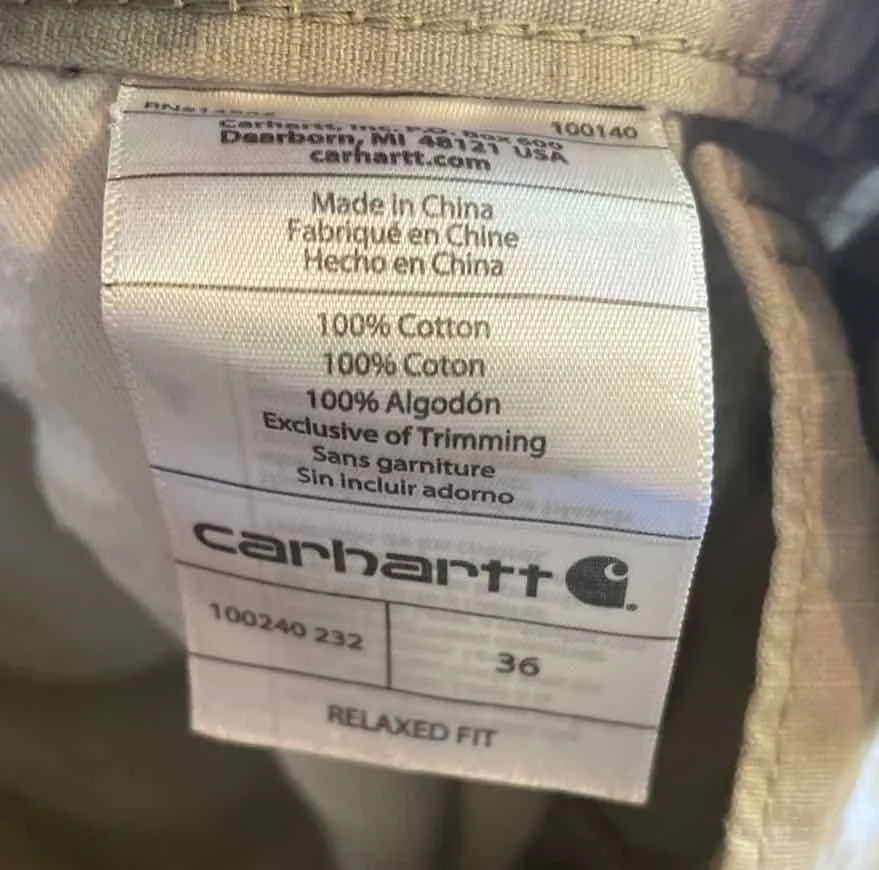 100140
Carhartt, Inc. P.O. Box 600
Dearborn, MI 48121 USA
carhartt.com
Made in China
Fabriqué en Chine
Hecho en China
100% Cotton
100% Coton
100% Algodón
Exclusive of Trimming
Sans garniture
Sin incluir adorno
carhartt
100240 232
36
RELAXED FIT